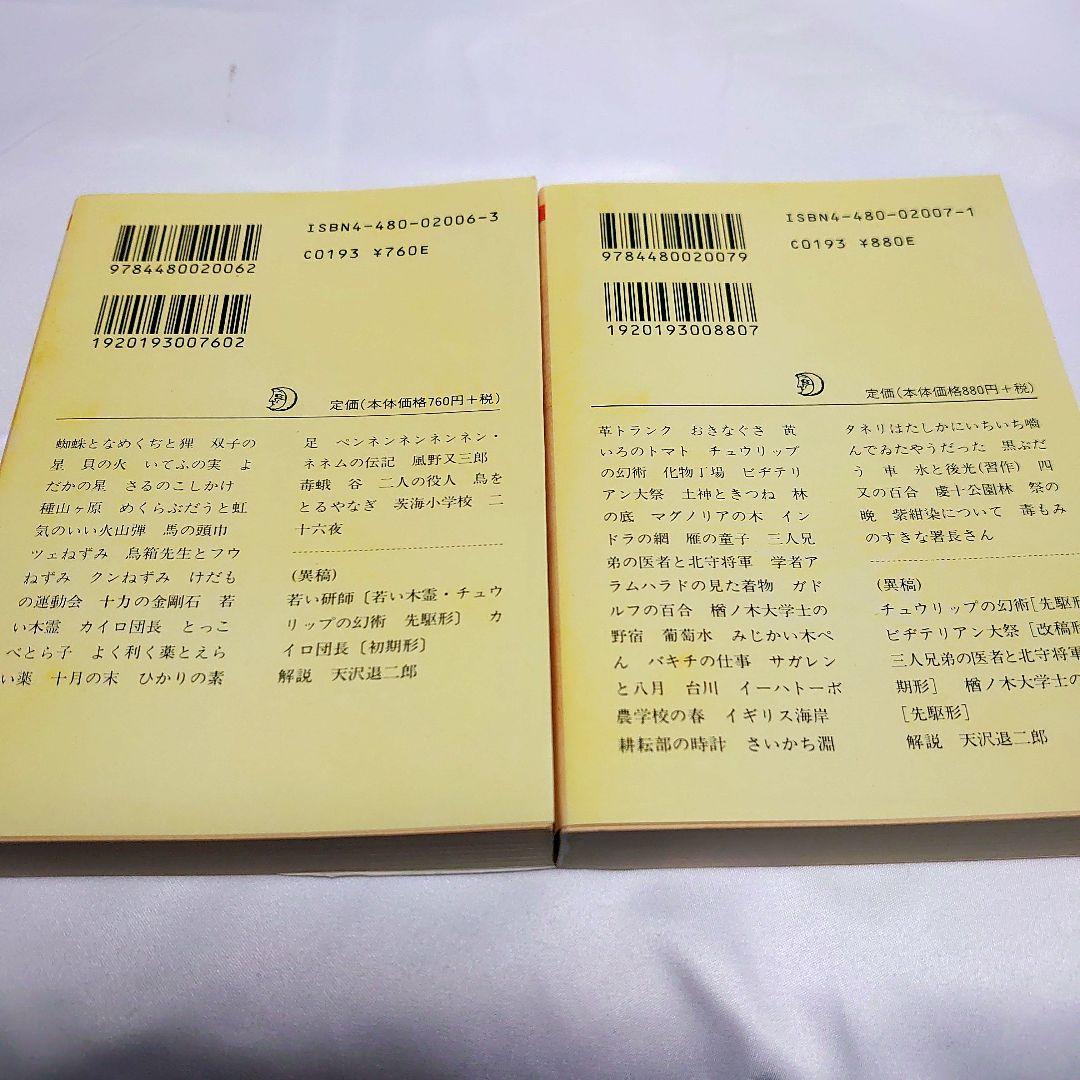 ISBN4-480-02006-3
C0193 ¥760E
9784480020062
1920193007602
定価(本体価格760円+税)
蜘蛛となめくぢと狸 双子の
星 貝の火 いてふの実 よ
だかの星 さるのこしかけ
種山ヶ原 めくらぶだうと虹
気のいい火山弾 馬の頭巾
ツェねずみ 鳥箱先生とフウ
ねずみ クンねずみ けだも
の運動会 十力の金剛石 若
い木霊 カイロ団長 とっこ
べとら子 よく利く薬とえら
い薬 十月の末 ひかりの素
足 ペンネンネンネンネン・
ネネムの伝記 風野又三郎
毒蛾 谷 二人の役人 鳥を
とるやなぎ 茨海小学校 二
十六夜
(異稿)
若い研師〔若い木霊・チュウ
リップの幻術 先駆形〕 カ
イロ団長〔初期形〕
解説 天沢退二郎
ISBN4-480-02007-1
C0193 ¥880E
9784480020079
1920193008807
定価(本体価格880円+税)
革トランク おきなぐさ 黄
いろのトマト チュウリップ
の幻術 化物丁場 ビヂテリ
アン大祭 土神ときつね 林
の底 マグノリアの木 イン
ドラの網 雁の童子 三人兄
弟の医者と北守将軍 学者ア
ラムハラドの見た着物 ガド
ルフの百合 楢ノ木大学士の
野宿 葡萄水 みじかい木ぺ
ん バキチの仕事 サガレン
と八月 台川 イーハトーボ
農学校の春 イギリス海岸
耕耘部の時計 さいかち淵
タネリはたしかにいちいち噛
んでゐたやうだった 黒ぶだ
う 車 氷と後光(習作) 四
又の百合 虔十公園林 祭の
晩 紫紺染について 毒もみ
のすきな署長さん
(異稿)
チュウリップの幻術[先駆形
ビヂテリアン大祭[改稿形
三人兄弟の医者と北守将軍
期形] 楢ノ木大学士の
[先駆形]
解説 天沢退二郎